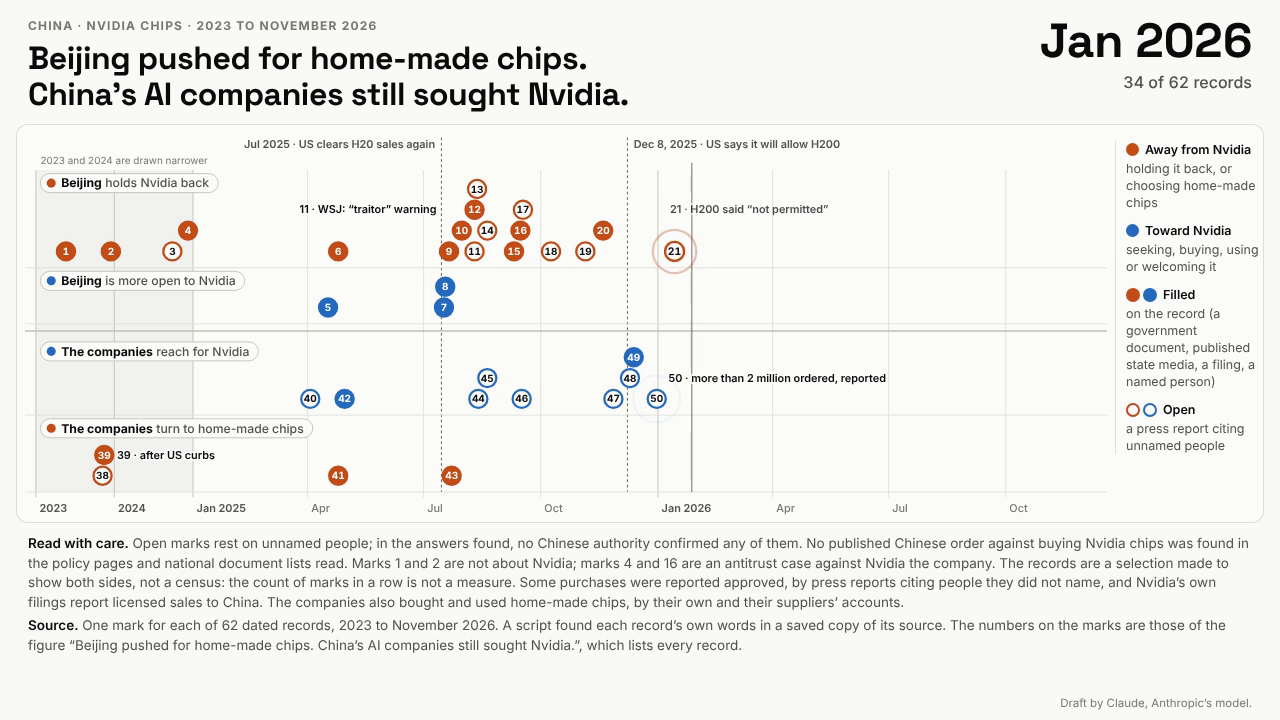 CHINA · NVIDIA CHIPS · 2023 TO NOVEMBER 2026
Beijing pushed for home-made chips.
China’s AI companies still sought Nvidia.
Jan 2026
34 of 62 records
Jul 2025 · US clears H20 sales again
Dec 8, 2025 · US says it will allow H200
2023 and 2024 are drawn narrower
Beijing holds Nvidia back
13
11 · WSJ: “traitor” warning
12
17
21 · H200 said “not permitted”
4
10
14
16
20
1
2
3
6
9
11
15
18
19
21
Beijing is more open to Nvidia
8
5
7
The companies reach for Nvidia
49
45
48
50 · more than 2 million ordered, reported
40
42
44
46
47
50
The companies turn to home-made chips
39
39 · after US curbs
38
41
43
2023
2024
Jan 2025
Apr
Jul
Oct
Jan 2026
Apr
Jul
Oct
Away from Nvidia
holding it back, or
choosing home-made
chips
Toward Nvidia
seeking, buying, using
or welcoming it
Filled
on the record (a
government
document, published
state media, a filing, a
named person)
Open
a press report citing
unnamed people
Read with care. Open marks rest on unnamed people; in the answers found, no Chinese authority confirmed any of them. No published Chinese order against buying Nvidia chips was found in
the policy pages and national document lists read. Marks 1 and 2 are not about Nvidia; marks 4 and 16 are an antitrust case against Nvidia the company. The records are a selection made to
show both sides, not a census: the count of marks in a row is not a measure. Some purchases were reported approved, by press reports citing people they did not name, and Nvidia’s own
filings report licensed sales to China. The companies also bought and used home-made chips, by their own and their suppliers’ accounts.
Source. One mark for each of 62 dated records, 2023 to November 2026. A script found each record’s own words in a saved copy of its source. The numbers on the marks are those of the
figure “Beijing pushed for home-made chips. China’s AI companies still sought Nvidia.”, which lists every record.
Draft by Claude, Anthropic’s model.